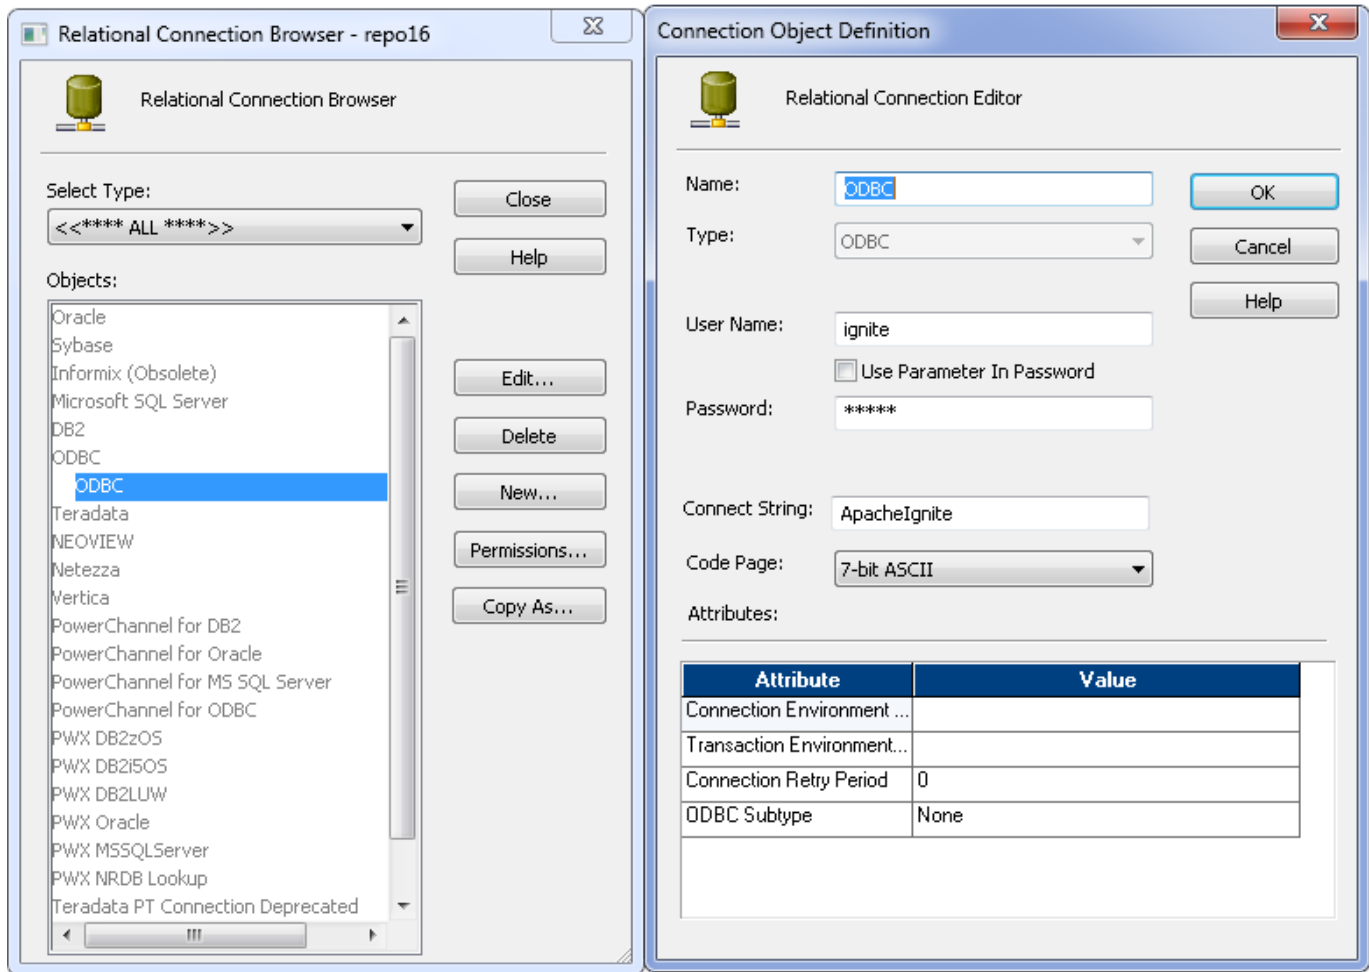 Relational Connection Browser - repo16
Relational Connection Browser
Select Type:
<<**** ALL ****>>
Close
Help
Objects:
Oracle
Sybase
Informix (Obsolete)
Microsoft SQL Server
DB2
ODBC
ODBC
Teradata
NEOVIEW
Netezza
Vertica
PowerChannel for DB2
PowerChannel for Oracle
PowerChannel for MS SQL Server
PowerChannel for ODBC
PWX DB2zOS
PWX DB2i5OS
PWX DB2LUW
PWX Oracle
PWX MSSQLServer
PWX NRDB Lookup
Teradata PT Connection Deprecated
Edit...
Delete
New...
Permissions...
Copy As...
Connection Object Definition
Relational Connection Editor
Name: ODBC
Type: ODBC
OK
Cancel
Help
User Name: ignite
Use Parameter In Password
Password: *****
Connect String: ApacheIgnite
Code Page: 7-bit ASCII
Attributes:
Attribute Value
Connection Environment ...
Transaction Environment...
Connection Retry Period 0
ODBC Subtype None